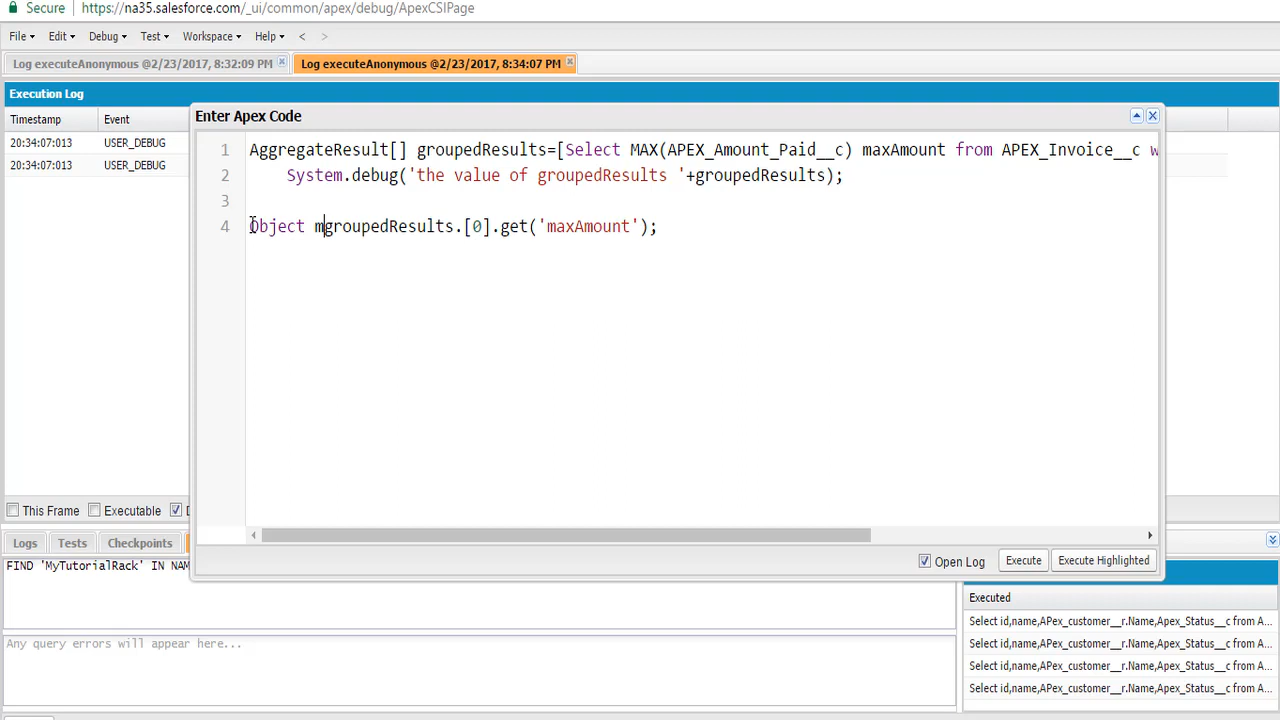 Secure https://na35.salesforce.com/_ui/common/apex/debug/ApexCSIPage
File Edit Debug Test Workspace Help < >
Log executeAnonymous @2/23/2017, 8:32:09 PM Log executeAnonymous @2/23/2017, 8:34:07 PM
Execution Log
Timestamp Event
20:34:07:013 USER_DEBUG
20:34:07:013 USER_DEBUG
Enter Apex Code
1 AggregateResult[] groupedResults=[Select MAX(APEX_Amount_Paid__c) maxAmount from APEX_Invoice__c w
2 System.debug('the value of groupedResults '+groupedResults);
3
4 Object mgroupedResults.[0].get('maxAmount');
Open Log Execute Execute Highlighted
This Frame Executable
Logs Tests Checkpoints
FIND 'MyTutorialRack' IN NAM
Any query errors will appear here...
Executed
Select id,name,APex_customer__r.Name,Apex_Status__c from A...
Select id,name,APex_customer__r.Name,Apex_Status__c from A...
Select id,name,APex_customer__r.Name,Apex_Status__c from A...
Select id,name,APex_customer__r.Name,Apex_Status__c from A...